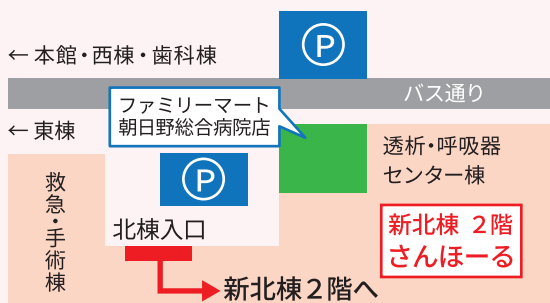 ←本館・西棟・歯科棟
P
バス通り
ファミリーマート
朝日野総合病院店
←東棟
透析・呼吸器
センター棟
P
救急・手術棟
北棟入口
新北棟 2階
さんほーる
新北棟2階へ